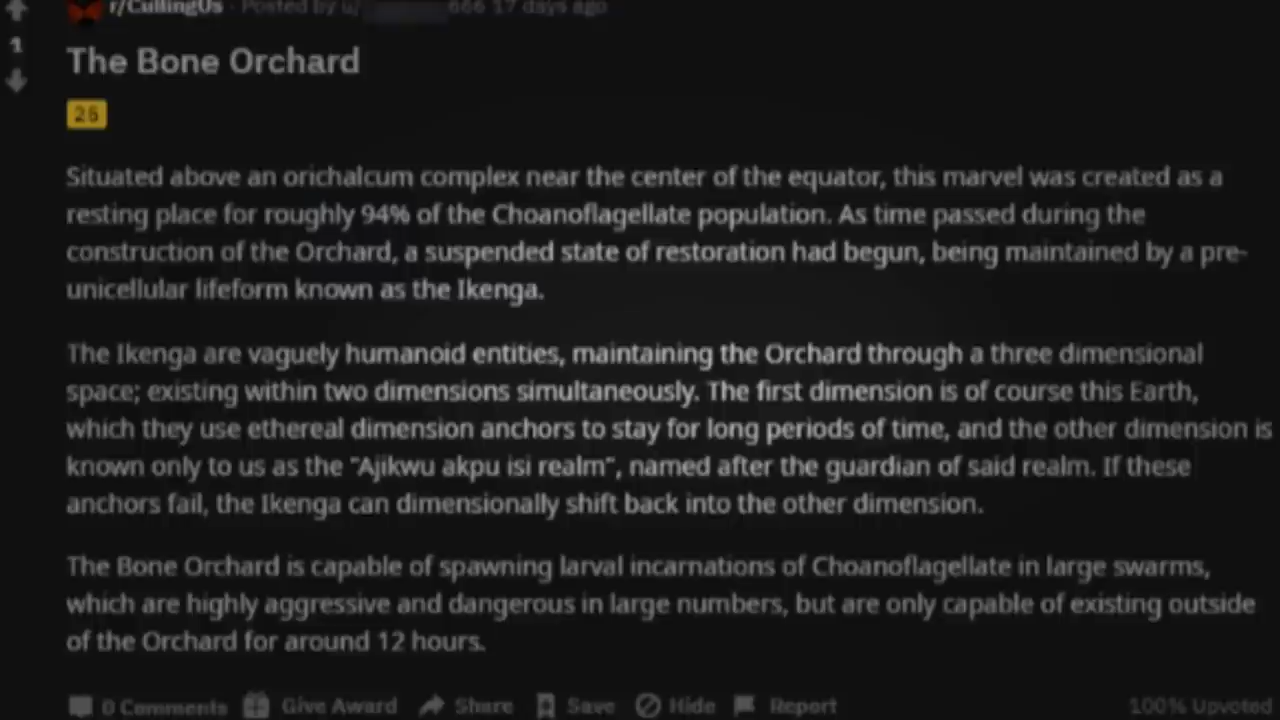 r/CullingUs · Posted by u/ 666 17 days ago
1
The Bone Orchard
26
Situated above an orichalcum complex near the center of the equator, this marvel was created as a
resting place for roughly 94% of the Choanoflagellate population. As time passed during the
construction of the Orchard, a suspended state of restoration had begun, being maintained by a pre-
unicellular lifeform known as the Ikenga.
The Ikenga are vaguely humanoid entities, maintaining the Orchard through a three dimensional
space; existing within two dimensions simultaneously. The first dimension is of course this Earth,
which they use ethereal dimension anchors to stay for long periods of time, and the other dimension is
known only to us as the "Ajikwu akpu isi realm", named after the guardian of said realm. If these
anchors fail, the Ikenga can dimensionally shift back into the other dimension.
The Bone Orchard is capable of spawning larval incarnations of Choanoflagellate in large swarms,
which are highly aggressive and dangerous in large numbers, but are only capable of existing outside
of the Orchard for around 12 hours.
0 Comments Give Award Share Save Hide Report 100% Upvoted